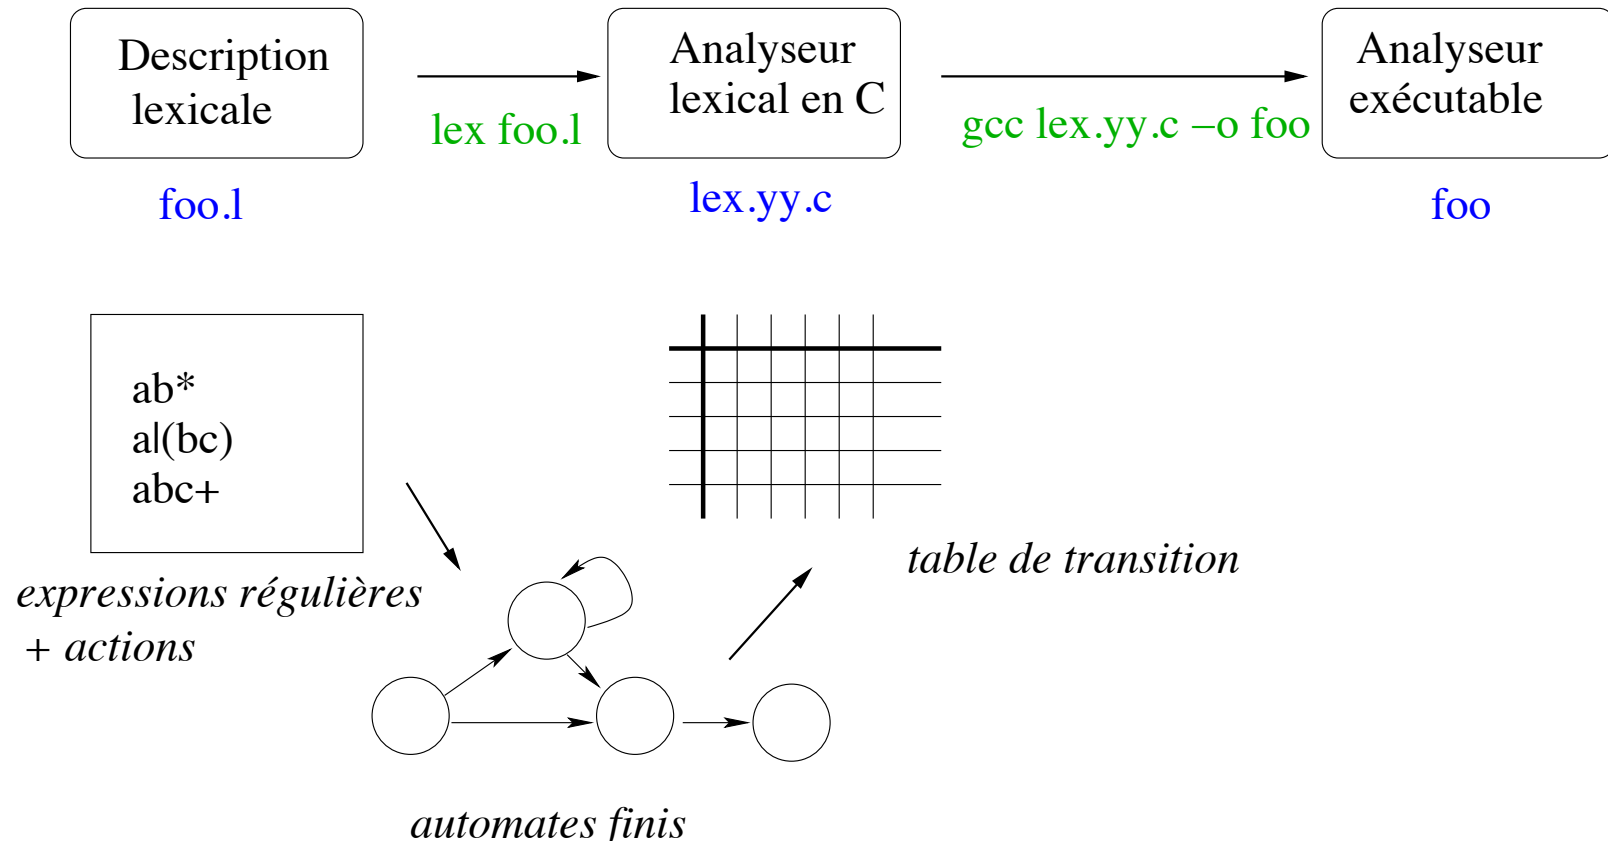 Description
lexicale
lex foo.l
foo.l
Analyseur
lexical en C
gcc lex.yy.c −o foo
lex.yy.c
Analyseur
exécutable
foo
ab*
a|(bc)
abc+
expressions régulières
+ actions
table de transition
automates finis